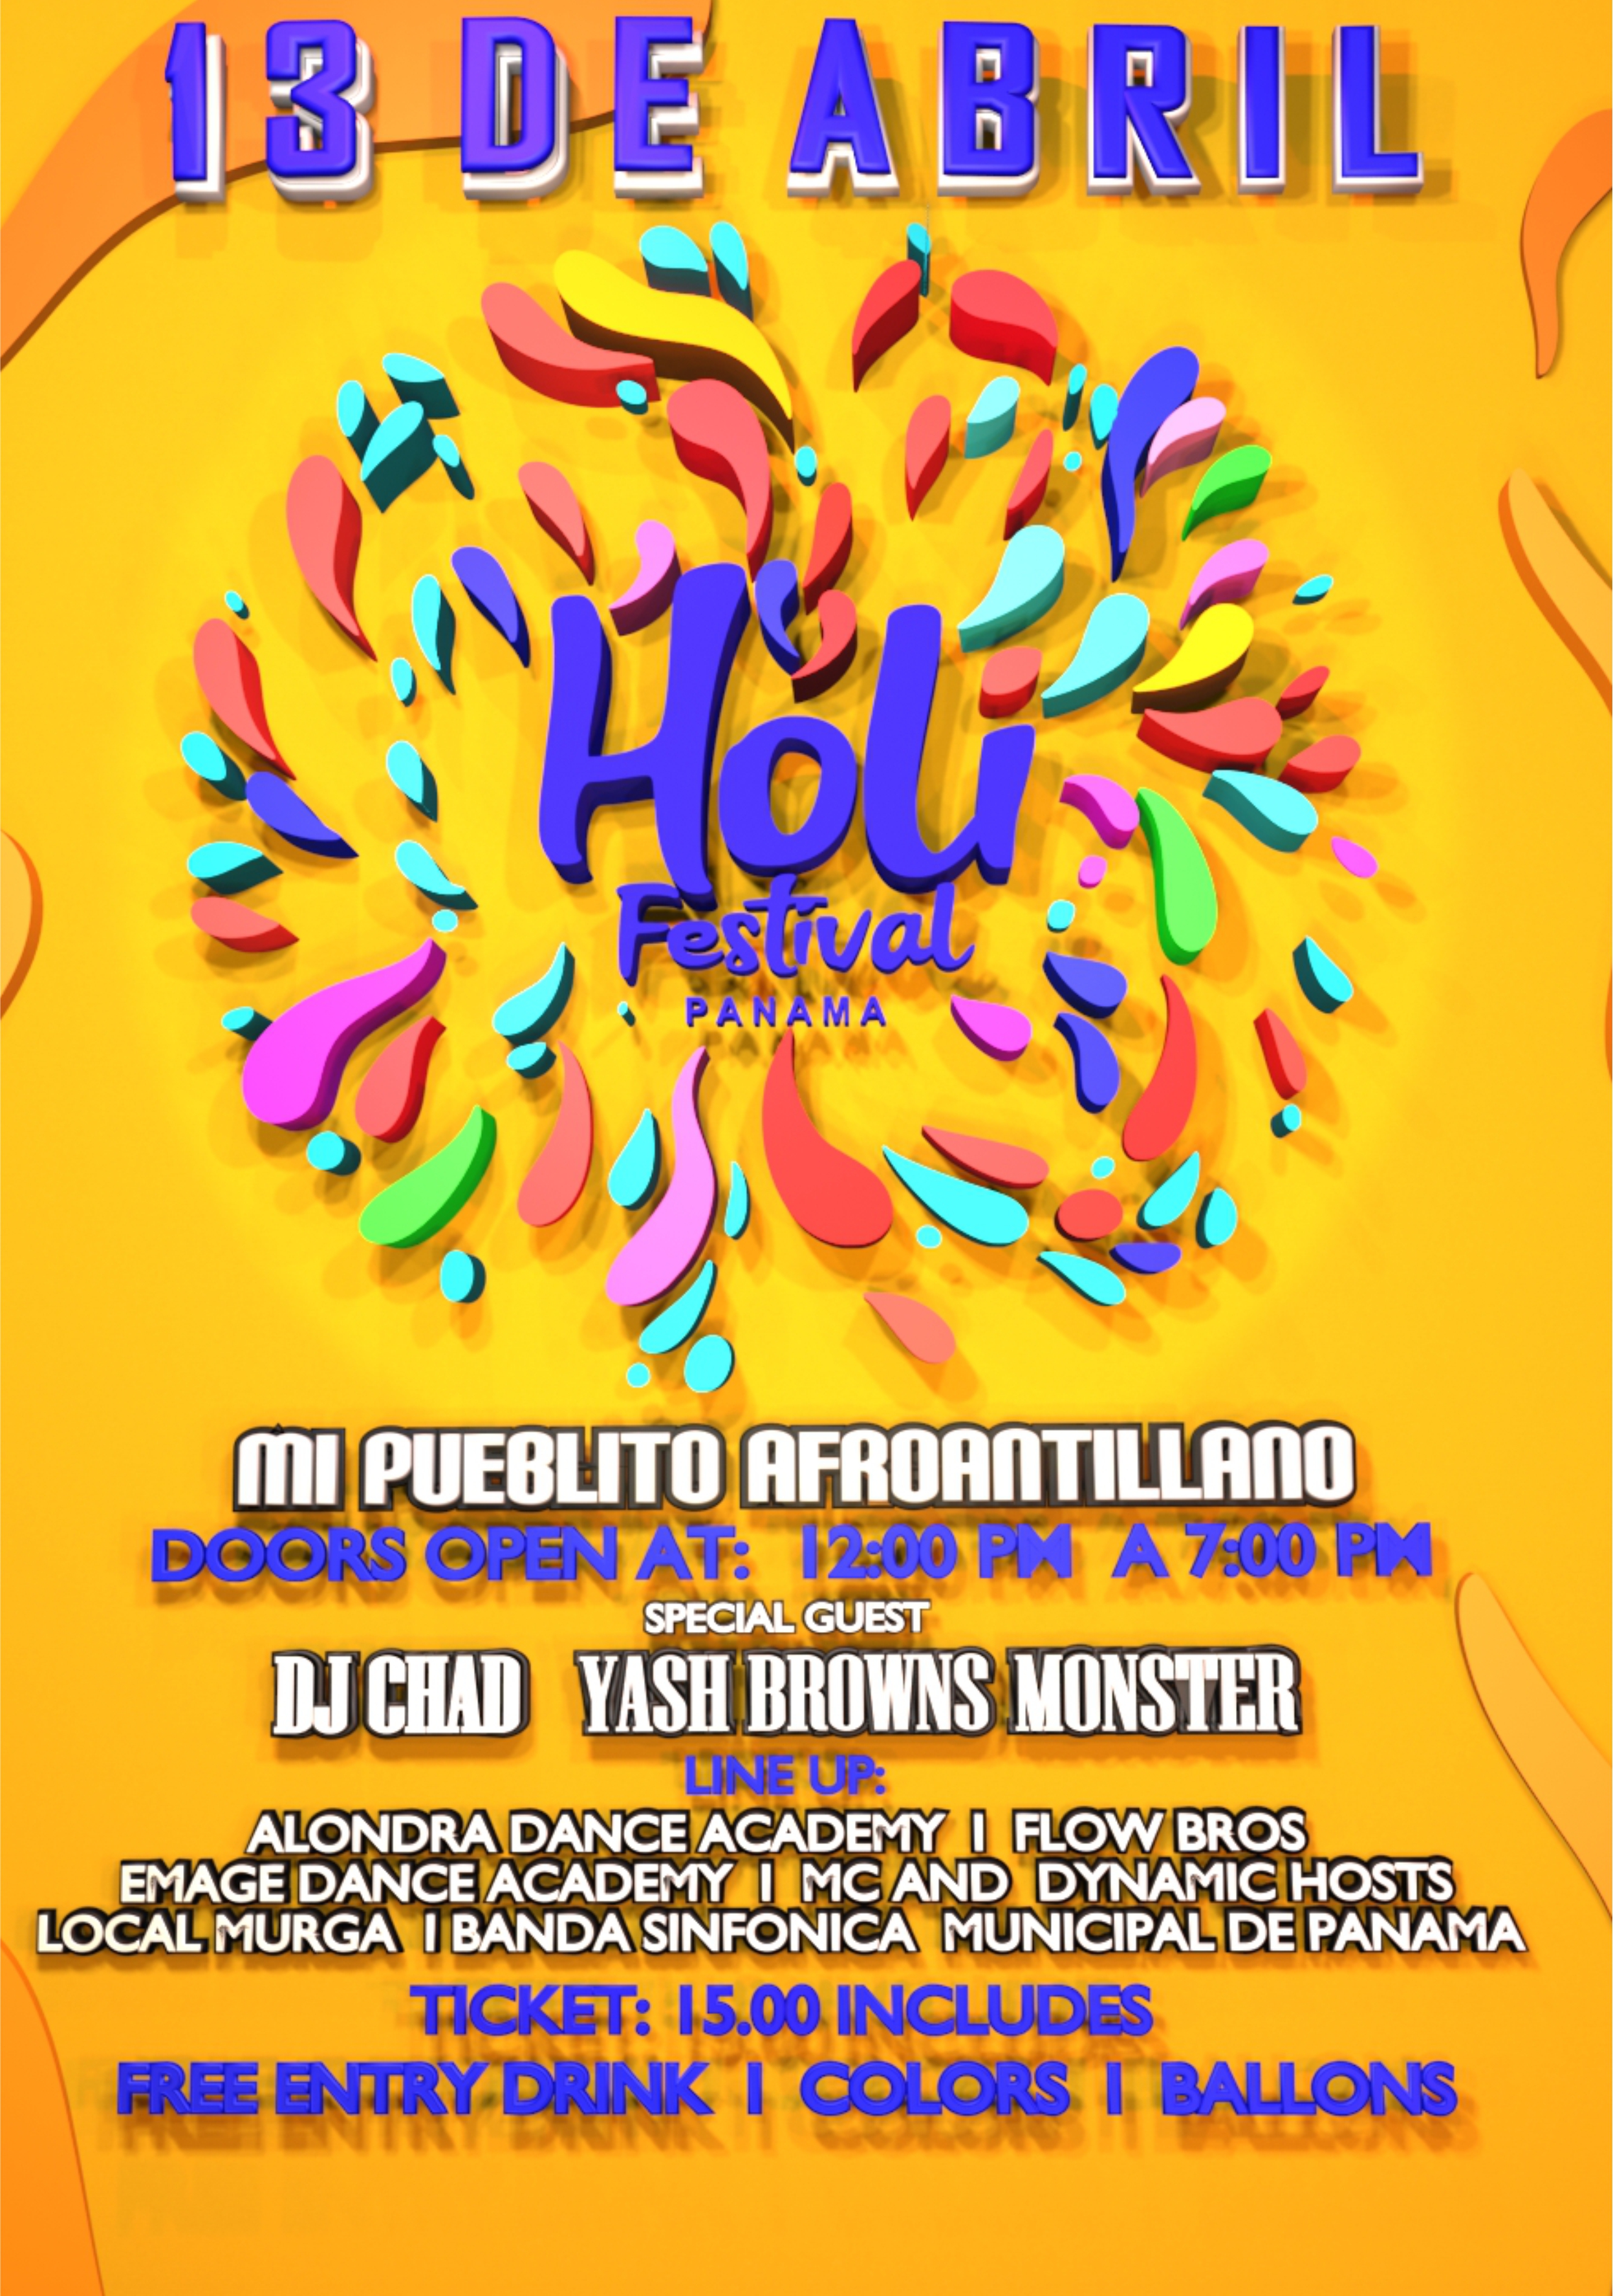 13 DE ABRIL
Holi
Festival
PANAMA
MI PUEBLITO AFROANTILLANO
DOORS OPEN AT: 12:00 PM A 7:00 PM
SPECIAL GUEST
DJ CHAD YASH BROWNS MONSTER
LINE UP:
ALONDRA DANCE ACADEMY I FLOW BROS
EMAGE DANCE ACADEMY I MC AND DYNAMIC HOSTS
LOCAL MURGA I BANDA SINFONICA MUNICIPAL DE PANAMA
TICKET: 15.00 INCLUDES
FREE ENTRY DRINK I COLORS I BALLONS